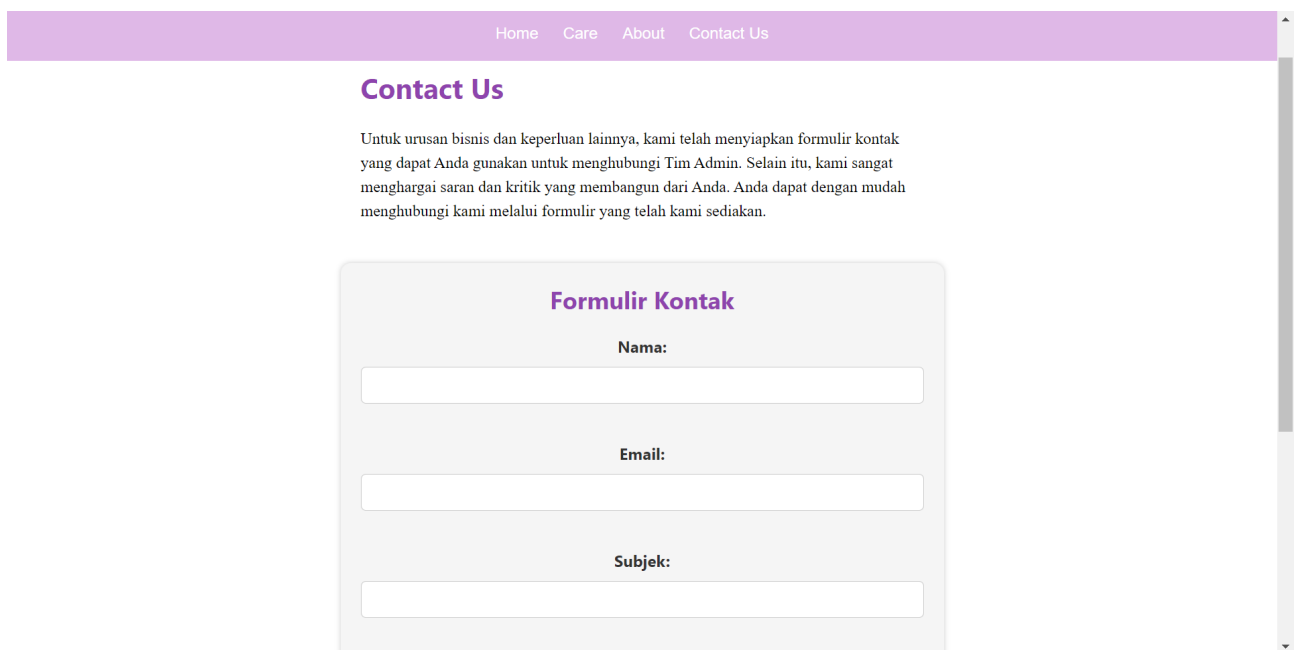 Home Care About Contact Us
Contact Us
Untuk urusan bisnis dan keperluan lainnya, kami telah menyiapkan formulir kontak
yang dapat Anda gunakan untuk menghubungi Tim Admin. Selain itu, kami sangat
menghargai saran dan kritik yang membangun dari Anda. Anda dapat dengan mudah
menghubungi kami melalui formulir yang telah kami sediakan.
Formulir Kontak
Nama:
Email:
Subjek: